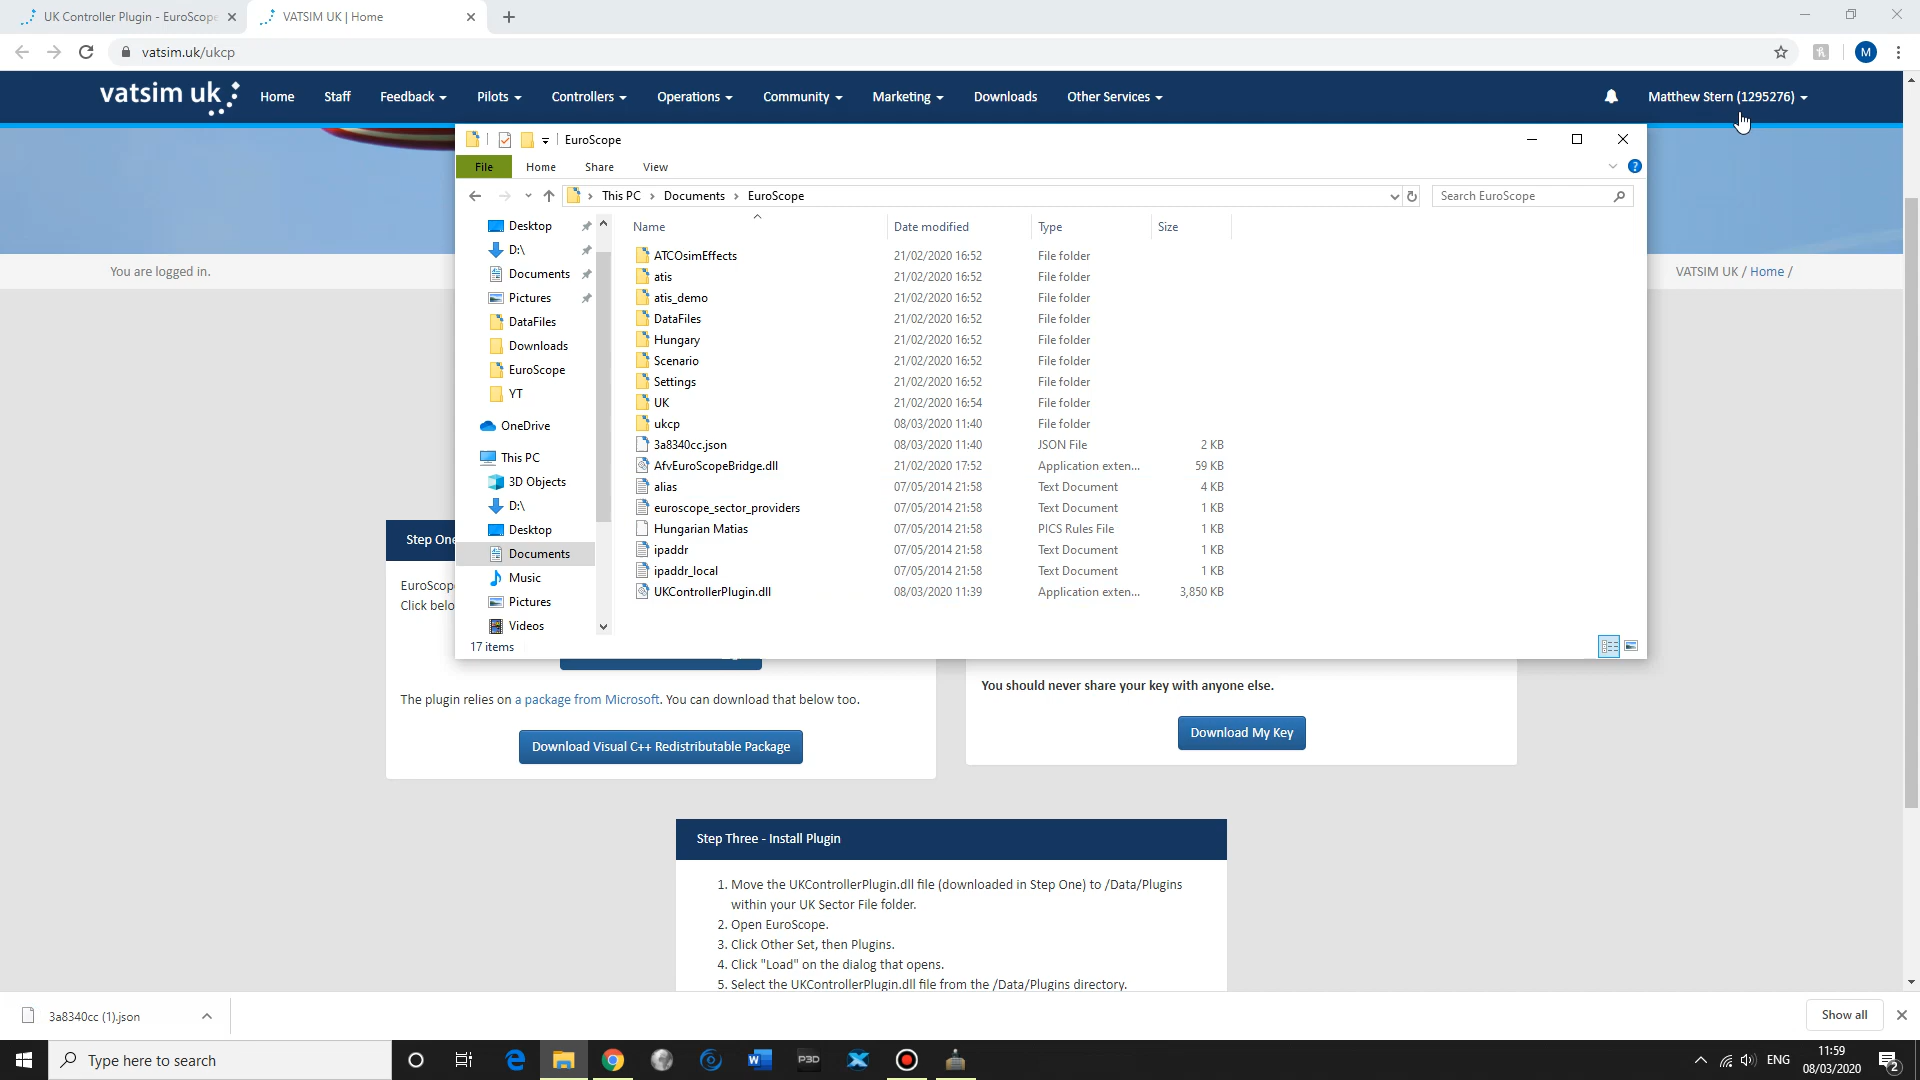 UK Controller Plugin - EuroScope
VATSIM UK | Home
vatsim.uk/ukcp
M
vatsim uk
Home
Staff
Feedback
Pilots
Controllers
Operations
Community
Marketing
Downloads
Other Services
Matthew Stern (1295276)
EuroScope
File
Home
Share
View
This PC
Documents
EuroScope
Search EuroScope
Desktop
D:\
Documents
Pictures
DataFiles
Downloads
EuroScope
YT
OneDrive
This PC
3D Objects
D:\
Desktop
Documents
Music
Pictures
Videos
Name Date modified Type Size
ATCOsimEffects 21/02/2020 16:52 File folder
atis 21/02/2020 16:52 File folder
atis_demo 21/02/2020 16:52 File folder
DataFiles 21/02/2020 16:52 File folder
Hungary 21/02/2020 16:52 File folder
Scenario 21/02/2020 16:52 File folder
Settings 21/02/2020 16:52 File folder
UK 21/02/2020 16:54 File folder
ukcp 08/03/2020 11:40 File folder
3a8340cc.json 08/03/2020 11:40 JSON File 2 KB
AfvEuroScopeBridge.dll 21/02/2020 17:52 Application exten... 59 KB
alias 07/05/2014 21:58 Text Document 4 KB
euroscope_sector_providers 07/05/2014 21:58 Text Document 1 KB
Hungarian Matias 07/05/2014 21:58 PICS Rules File 1 KB
ipaddr 07/05/2014 21:58 Text Document 1 KB
ipaddr_local 07/05/2014 21:58 Text Document 1 KB
UKControllerPlugin.dll 08/03/2020 11:39 Application exten... 3,850 KB
17 items
You are logged in.
VATSIM UK / Home /
Step One
EuroScop
Click belo
The plugin relies on a package from Microsoft. You can download that below too.
Download Visual C++ Redistributable Package
You should never share your key with anyone else.
Download My Key
Step Three - Install Plugin
1. Move the UKControllerPlugin.dll file (downloaded in Step One) to /Data/Plugins
within your UK Sector File folder.
2. Open EuroScope.
3. Click Other Set, then Plugins.
4. Click "Load" on the dialog that opens.
5. Select the UKControllerPlugin.dll file from the /Data/Plugins directory.
3a8340cc (1).json
Show all
Type here to search
P3D
ENG
11:59
08/03/2020
2